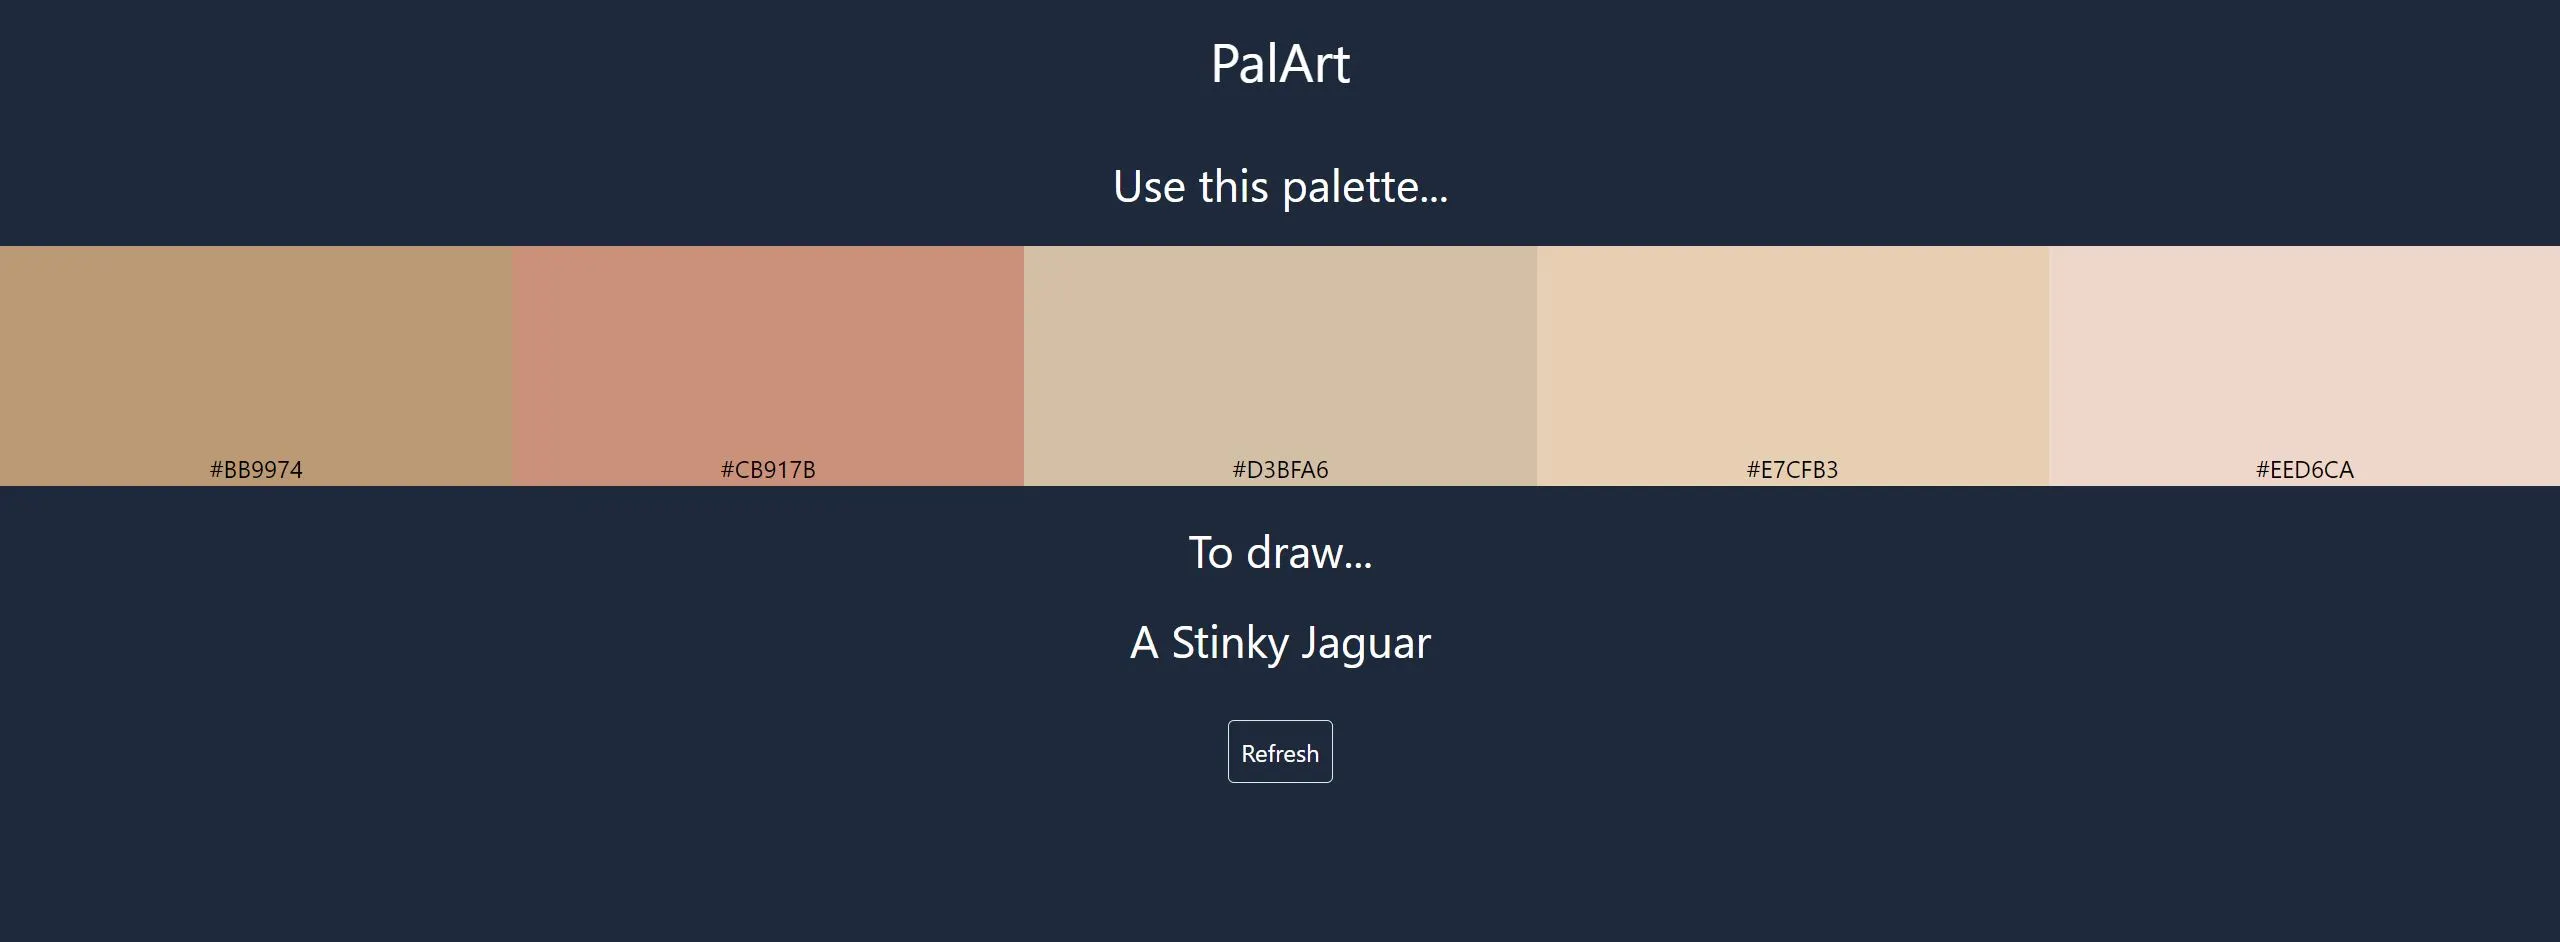 PalArt
Use this palette...
#BB9974
#CB917B
#D3BFA6
#E7CFB3
#EED6CA
To draw...
A Stinky Jaguar
Refresh